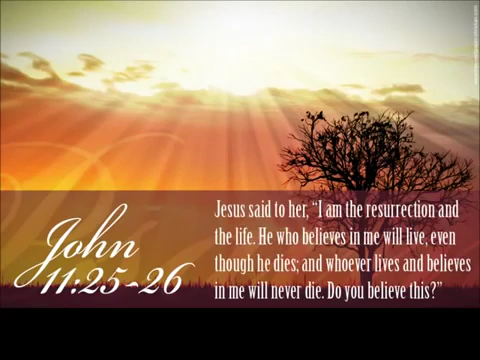 John
11:25-26
Jesus said to her, “I am the resurrection and
the life. He who believes in me will live, even
though he dies; and whoever lives and believes
in me will never die. Do you believe this?”